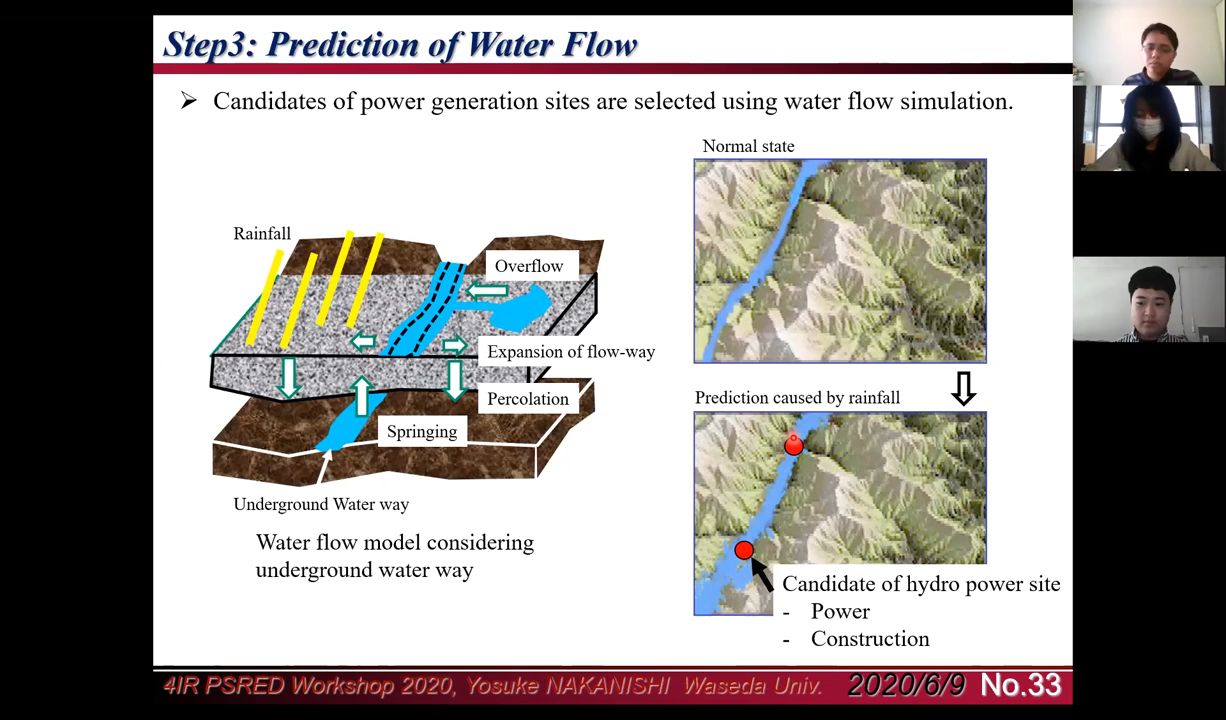 Step3: Prediction of Water Flow
Candidates of power generation sites are selected using water flow simulation.
Rainfall
Overflow
Expansion of flow-way
Percolation
Springing
Underground Water way
Water flow model considering
underground water way
Normal state
Prediction caused by rainfall
Candidate of hydro power site
- Power
- Construction
4IR PSRED Workshop 2020, Yosuke NAKANISHI Waseda Univ. 2020/6/9 No.33